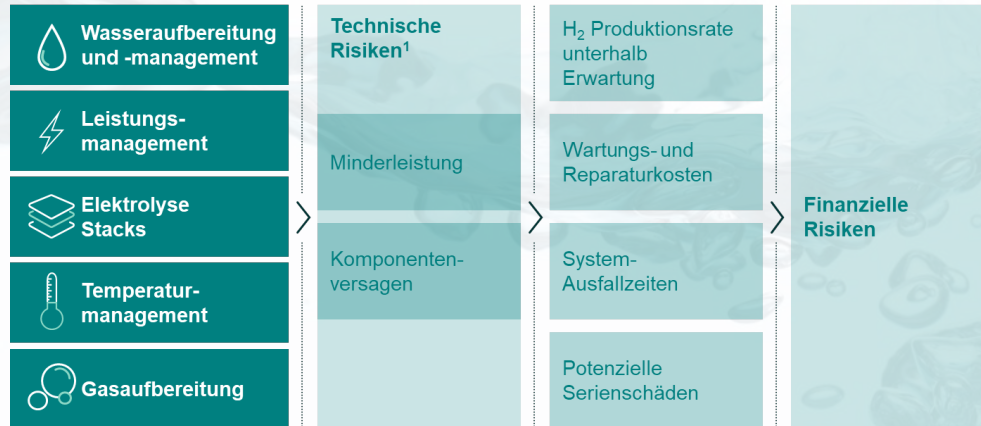 Wasseraufbereitung
und -management
Leistungs-
management
Elektrolyse
Stacks
Temperatur-
management
Gasaufbereitung
Technische
Risiken¹
Minderleistung
Komponenten-
versagen
H₂ Produktionsrate
unterhalb
Erwartung
Wartungs- und
Reparaturkosten
System-
Ausfallzeiten
Potenzielle
Serienschäden
Finanzielle
Risiken